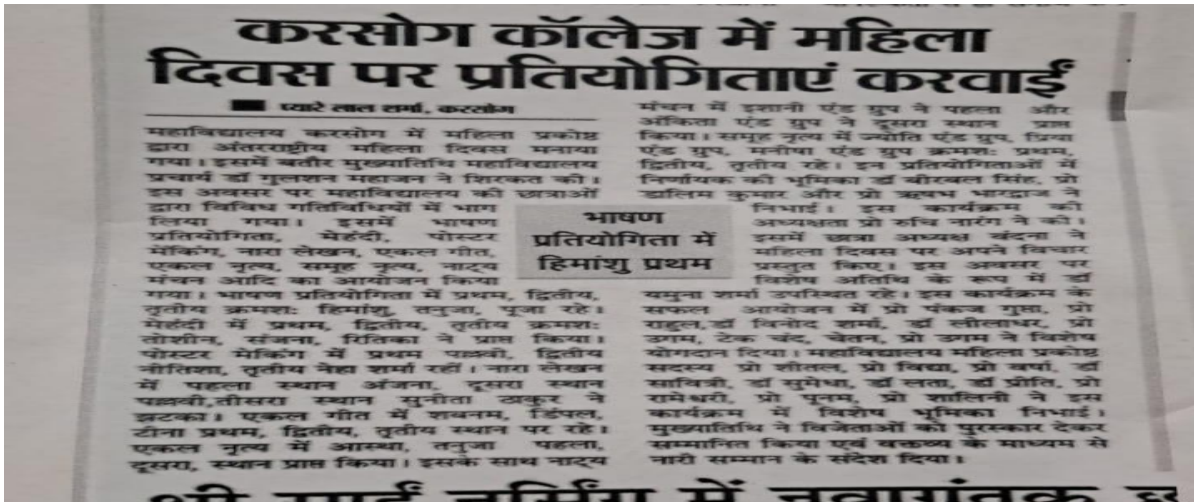 करसोग कॉलेज में महिला
दिवस पर प्रतियोगिताएं करवाईं
प्यारे लाल शर्मा, करसोग
महाविद्यालय करसोग में महिला प्रकोष्ठ
द्वारा अंतरराष्ट्रीय महिला दिवस मनाया
गया। इसमें बतौर मुख्यातिथि महाविद्यालय
प्रचार्य डॉ गुलशन महाजन ने शिरकत की।
इस अवसर पर महाविद्यालय की छात्राओं
द्वारा विविध गतिविधियों में भाग
लिया गया। इसमें भाषण
प्रतियोगिता, मेहंदी, पोस्टर
मेकिंग, नारा लेखन, एकल गीत,
एकल नृत्य, समूह नृत्य, नाट्य
मंचन आदि का आयोजन किया
गया। भाषण प्रतियोगिता में प्रथम, द्वितीय,
तृतीय क्रमशः हिमांशु, तनुजा, पूजा रहे।
मेहंदी में प्रथम, द्वितीय, तृतीय क्रमशः
तोशीन, संजना, रितिका ने प्राप्त किया।
पोस्टर मेकिंग में प्रथम पल्लवी, द्वितीय
नीतिशा, तृतीय नेहा शर्मा रहीं। नारा लेखन
में पहला स्थान अंजना, दूसरा स्थान
पल्लवी,तीसरा स्थान सुनीता ठाकुर ने
झटका। एकल गीत में शबनम, डिंपल,
टीना प्रथम, द्वितीय, तृतीय स्थान पर रहे।
एकल नृत्य में आस्था, तनुजा पहला,
दूसरा, स्थान प्राप्त किया। इसके साथ नाट्य
भाषण
प्रतियोगिता में
हिमांशु प्रथम
मंचन में इशानी एंड ग्रुप ने पहला और
अंकिता एंड ग्रुप ने दूसरा स्थान प्राप्त
किया। समूह नृत्य में ज्योति एंड ग्रुप, प्रिया
एंड ग्रुप, मनीषा एंड ग्रुप क्रमशः प्रथम,
द्वितीय, तृतीय रहे। इन प्रतियोगिताओं में
निर्णायक की भूमिका डॉ बीरबल सिंह, प्रो
डालिम कुमार और प्रो ऋषभ भारद्वाज ने
निभाई। इस कार्यक्रम की
अध्यक्षता प्रो रुचि नारंग ने की।
इसमें छात्रा अध्यक्ष वंदना ने
महिला दिवस पर अपने विचार
प्रस्तुत किए। इस अवसर पर
विशेष अतिथि के रूप में डॉ
यमुना शर्मा उपस्थित रहे। इस कार्यक्रम के
सफल आयोजन में प्रो पंकज गुप्ता, प्रो
राहुल,डॉ विनोद शर्मा, डॉ लीलाधर, प्रो
उगम, टेक चंद, चेतन, प्रो उगम ने विशेष
योगदान दिया। महाविद्यालय महिला प्रकोष्ठ
सदस्य प्रो शीतल, प्रो विद्या, प्रो वर्षा, डॉ
सावित्री, डॉ सुमेधा, डॉ लता, डॉ प्रीति, प्रो
रामेश्वरी, प्रो पूनम, प्रो शालिनी ने इस
कार्यक्रम में विशेष भूमिका निभाई।
मुख्यातिथि ने विजेताओं को पुरस्कार देकर
सम्मानित किया एवं वक्तव्य के माध्यम से
नारी सम्मान के संदेश दिया।